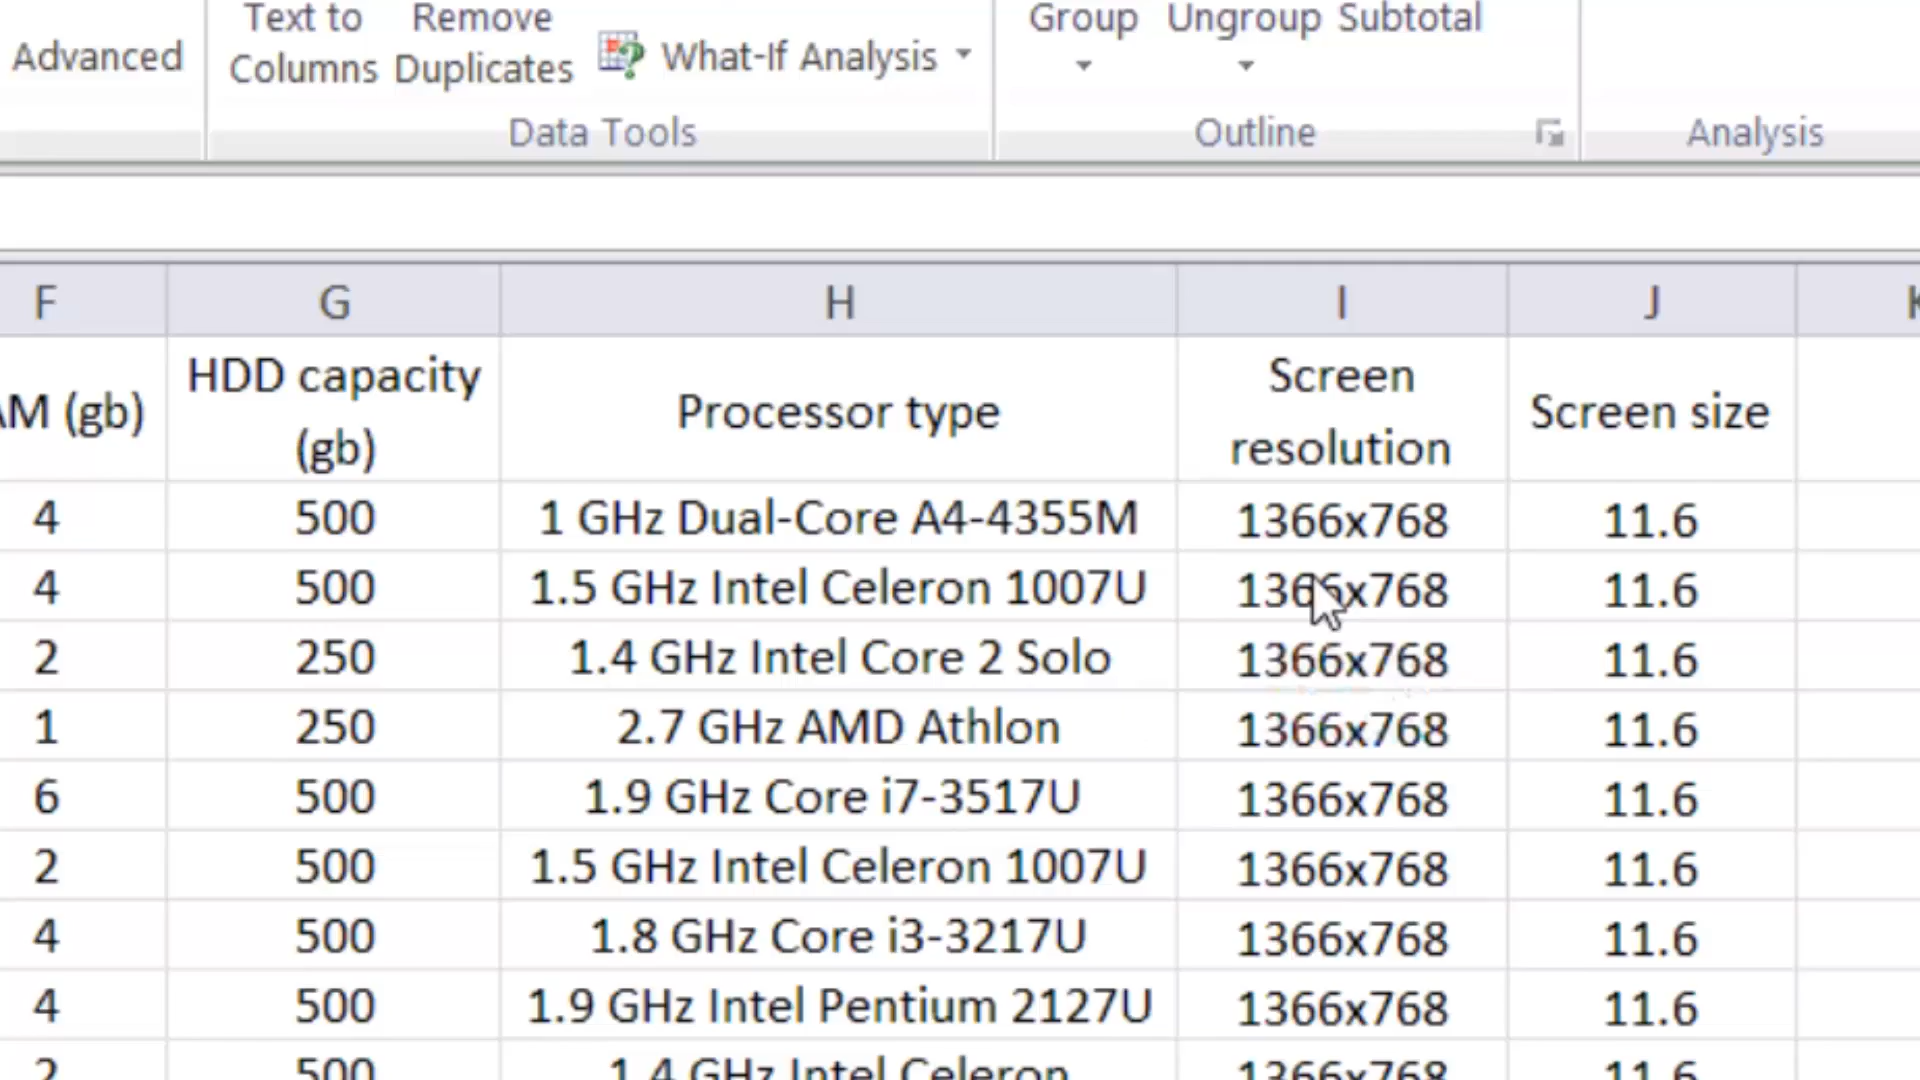 Advanced
Text to Columns
Remove Duplicates
What-If Analysis
Group
Ungroup
Subtotal
Data Tools
Outline
Analysis
F G H I J K
AM (gb) HDD capacity (gb) Processor type Screen resolution Screen size
4 500 1 GHz Dual-Core A4-4355M 1366x768 11.6
4 500 1.5 GHz Intel Celeron 1007U 1366x768 11.6
2 250 1.4 GHz Intel Core 2 Solo 1366x768 11.6
1 250 2.7 GHz AMD Athlon 1366x768 11.6
6 500 1.9 GHz Core i7-3517U 1366x768 11.6
2 500 1.5 GHz Intel Celeron 1007U 1366x768 11.6
4 500 1.8 GHz Core i3-3217U 1366x768 11.6
4 500 1.9 GHz Intel Pentium 2127U 1366x768 11.6
2 500 1.4 GHz Intel Celeron 1366x768 11.6